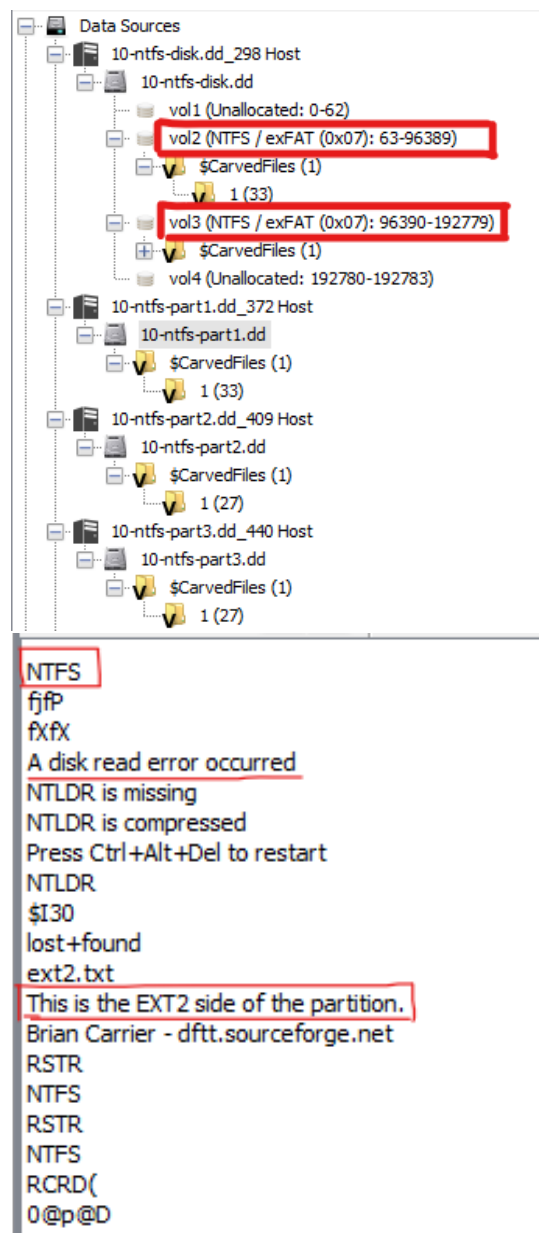 Data Sources
10-ntfs-disk.dd_298 Host
10-ntfs-disk.dd
vol1 (Unallocated: 0-62)
vol2 (NTFS / exFAT (0x07): 63-96389)
$CarvedFiles (1)
1 (33)
vol3 (NTFS / exFAT (0x07): 96390-192779)
$CarvedFiles (1)
vol4 (Unallocated: 192780-192783)
10-ntfs-part1.dd_372 Host
10-ntfs-part1.dd
$CarvedFiles (1)
1 (33)
10-ntfs-part2.dd_409 Host
10-ntfs-part2.dd
$CarvedFiles (1)
1 (27)
10-ntfs-part3.dd_440 Host
10-ntfs-part3.dd
$CarvedFiles (1)
1 (27)
NTFS
fjfP
fXfX
A disk read error occurred
NTLDR is missing
NTLDR is compressed
Press Ctrl+Alt+Del to restart
NTLDR
$I30
lost+found
ext2.txt
This is the EXT2 side of the partition.
Brian Carrier - dftt.sourceforge.net
RSTR
NTFS
RSTR
NTFS
RCRD(
0@p@D